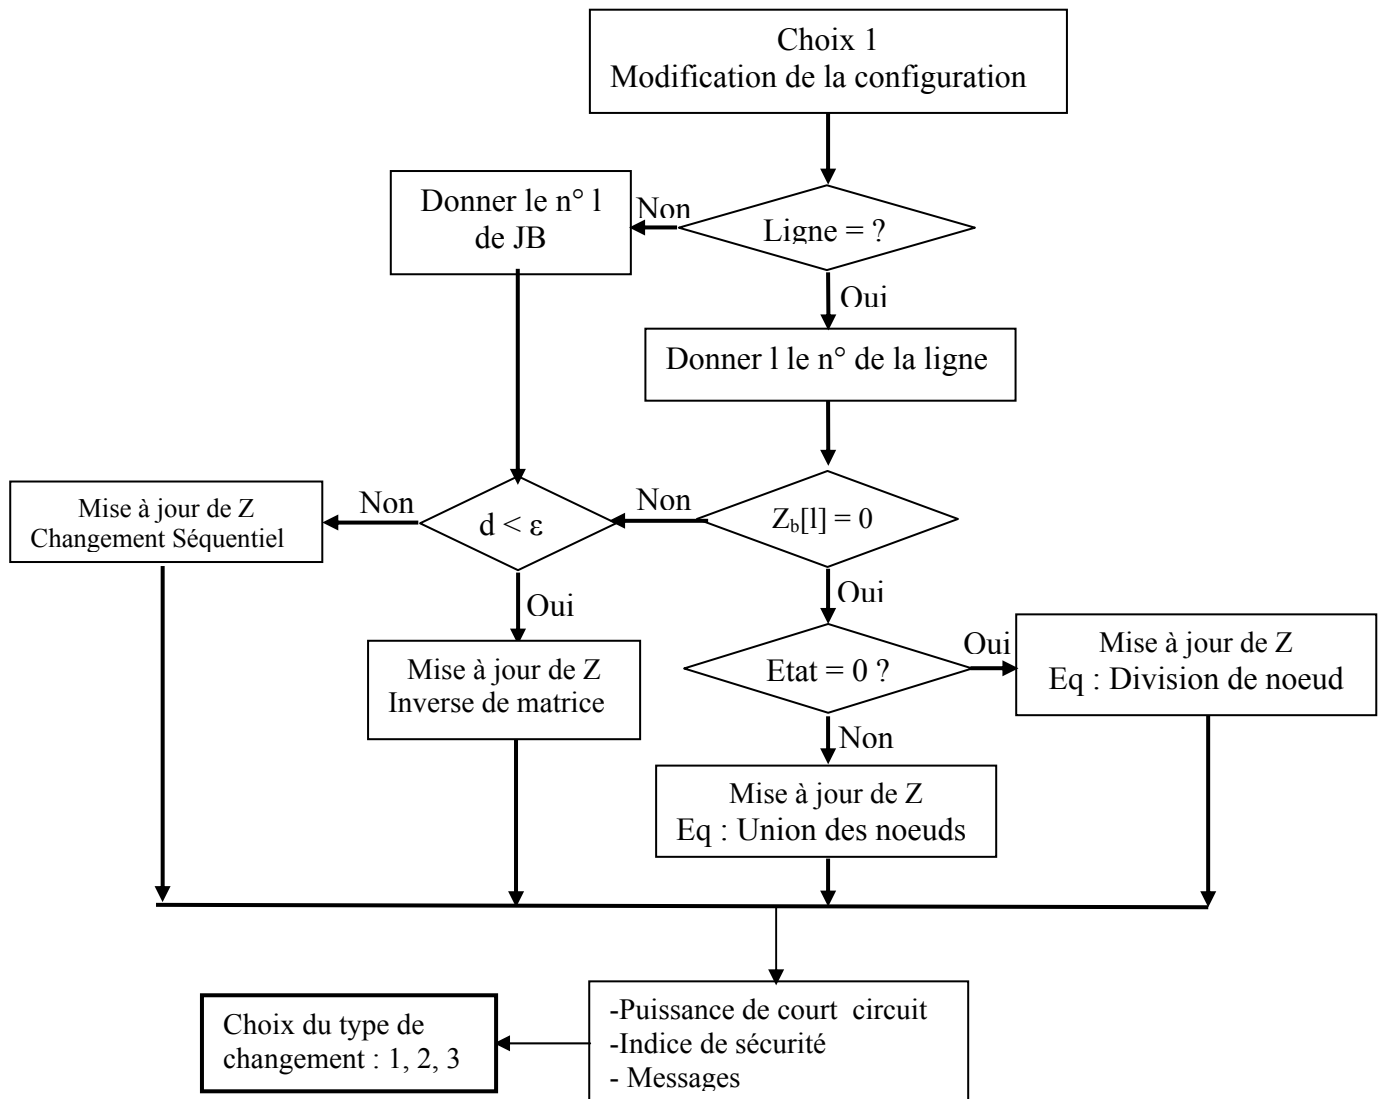 Choix 1
Modification de la configuration
Donner le n° l
de JB
Non
Ligne = ?
Oui
Donner l le n° de la ligne
Mise à jour de Z
Changement Séquentiel
Non
d < ε
Non
Z_b[l] = 0
Oui
Oui
Mise à jour de Z
Inverse de matrice
Etat = 0 ?
Oui
Mise à jour de Z
Eq : Division de noeud
Non
Mise à jour de Z
Eq : Union des noeuds
Choix du type de
changement : 1, 2, 3
-Puissance de court circuit
-Indice de sécurité
- Messages